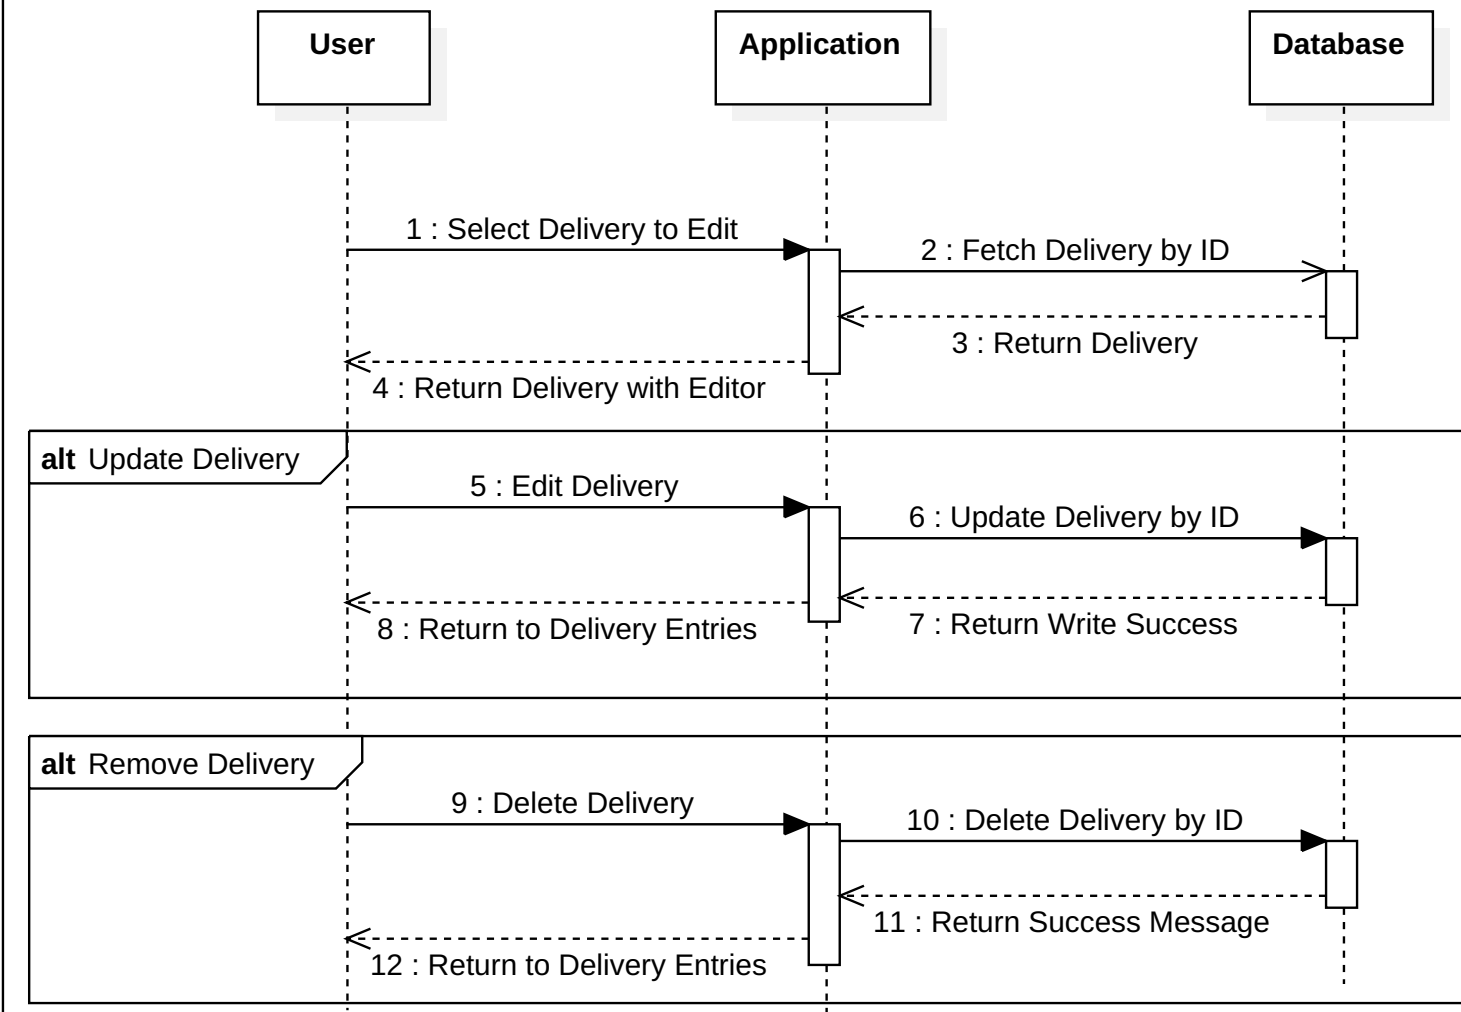 User
Application
Database
1 : Select Delivery to Edit
2 : Fetch Delivery by ID
3 : Return Delivery
4 : Return Delivery with Editor
alt Update Delivery
5 : Edit Delivery
6 : Update Delivery by ID
7 : Return Write Success
8 : Return to Delivery Entries
alt Remove Delivery
9 : Delete Delivery
10 : Delete Delivery by ID
11 : Return Success Message
12 : Return to Delivery Entries